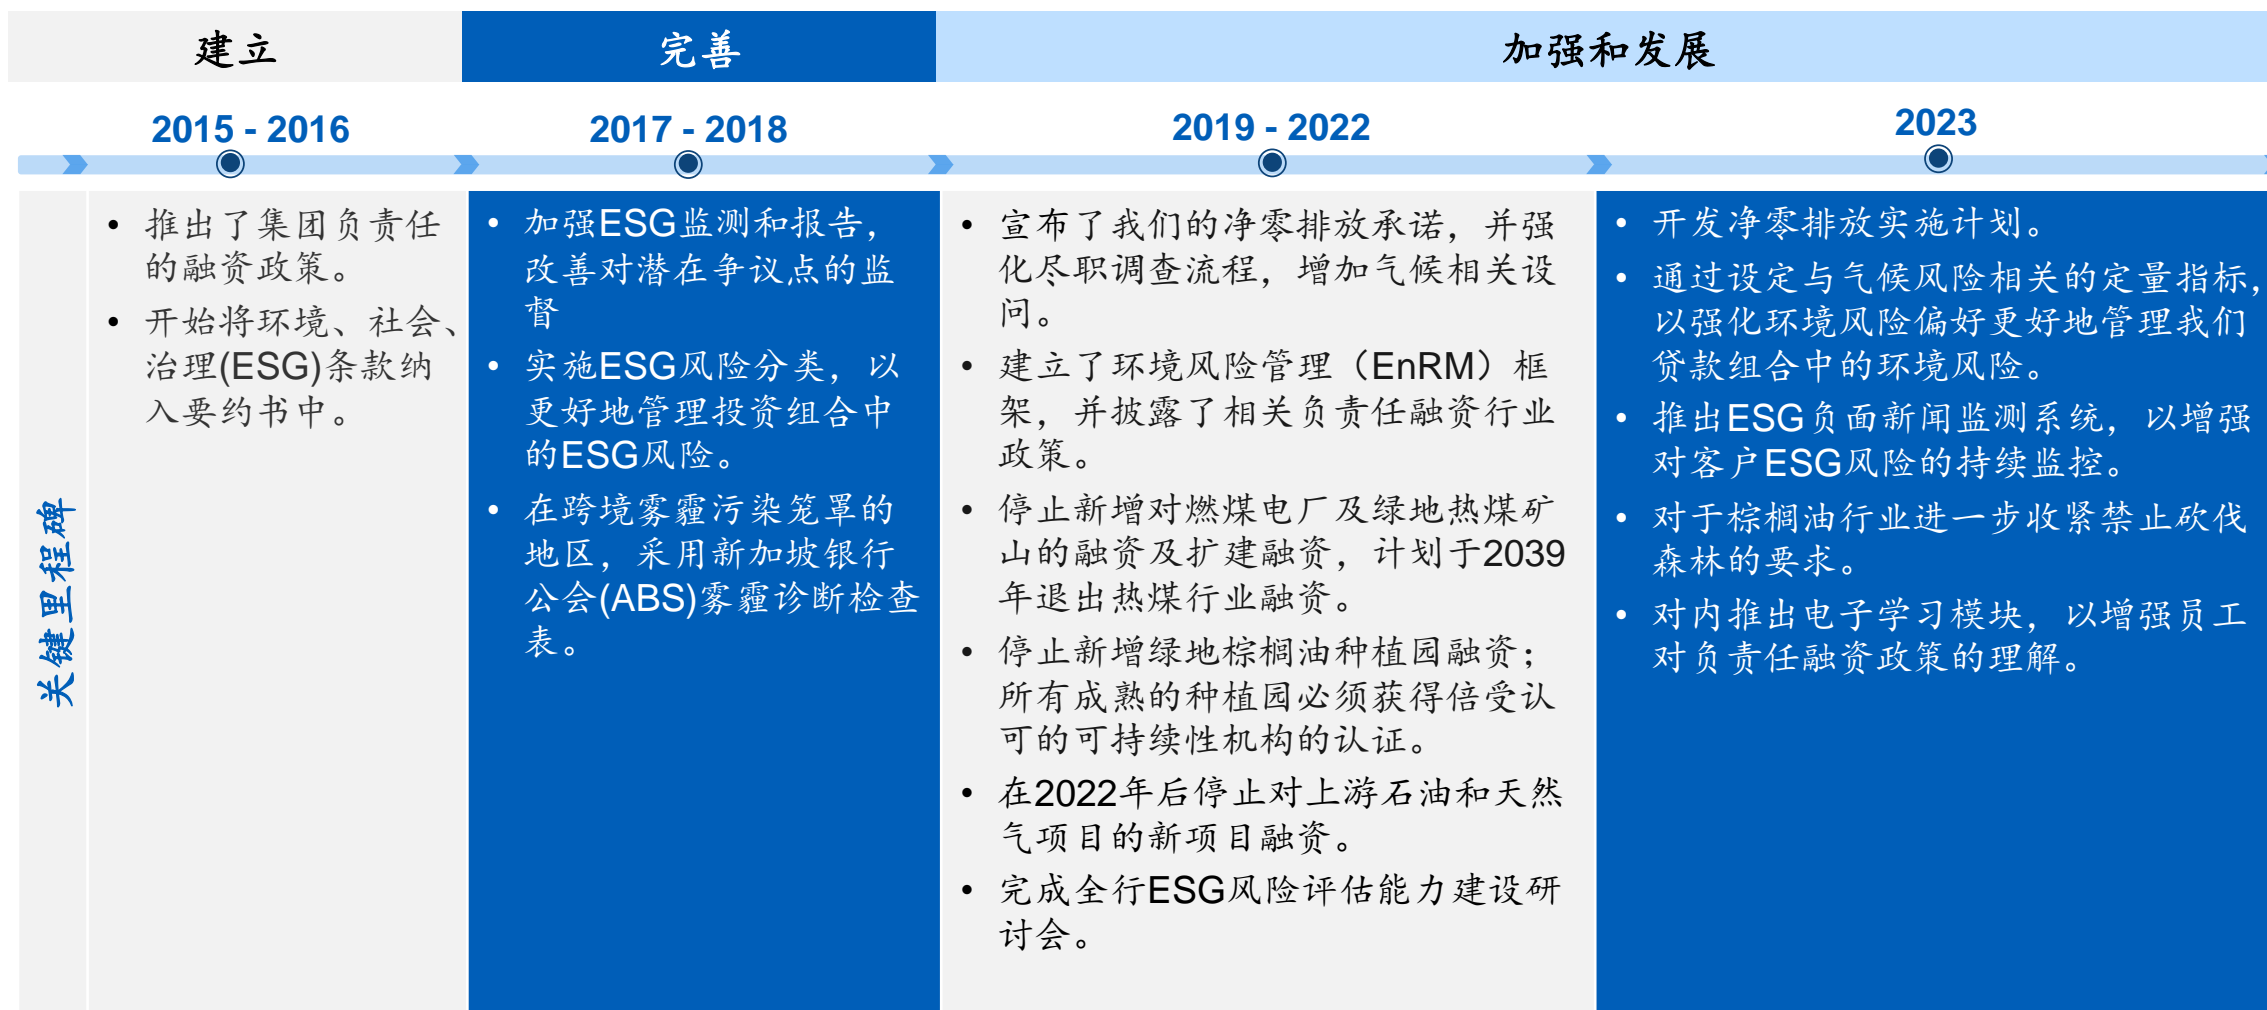 建立
完善
加强和发展
2015 - 2016
2017 - 2018
2019 - 2022
2023
关键里程碑
• 推出了集团负责任
的融资政策。
• 开始将环境、社会、
治理(ESG)条款纳
入要约书中。
• 加强ESG监测和报告，
改善对潜在争议点的监
督
• 实施ESG风险分类，以
更好地管理投资组合中
的ESG风险。
• 在跨境雾霾污染笼罩的
地区，采用新加坡银行
公会(ABS)雾霾诊断检查
表。
• 宣布了我们的净零排放承诺，并强
化尽职调查流程，增加气候相关设
问。
• 建立了环境风险管理（EnRM）框
架，并披露了相关负责任融资行业
政策。
• 停止新增对燃煤电厂及绿地热煤矿
山的融资及扩建融资，计划于2039
年退出热煤行业融资。
• 停止新增绿地棕榈油种植园融资；
所有成熟的种植园必须获得倍受认
可的可持续性机构的认证。
• 在2022年后停止对上游石油和天然
气项目的新项目融资。
• 完成全行ESG风险评估能力建设研
讨会。
• 开发净零排放实施计划。
• 通过设定与气候风险相关的定量指标，
以强化环境风险偏好更好地管理我们
贷款组合中的环境风险。
• 推出ESG负面新闻监测系统，以增强
对客户ESG风险的持续监控。
• 对于棕榈油行业进一步收紧禁止砍伐
森林的要求。
• 对内推出电子学习模块，以增强员工
对负责任融资政策的理解。